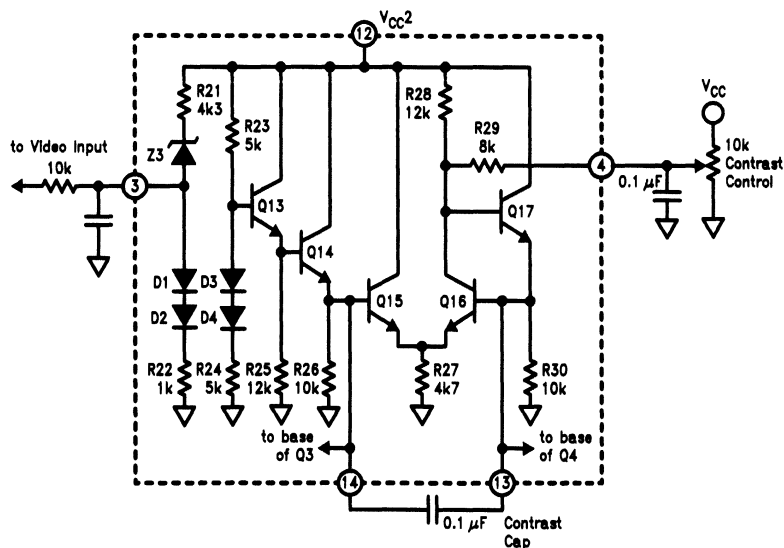 VCC2
12
R21
4k3
R23
5k
R28
12k
R29
8k
VCC
to Video Input
10k
Z3
3
4
0.1 µF
10k
Contrast
Control
Q13
Q14
Q17
D1
D3
D2
D4
Q15
Q16
R22
1k
R24
5k
R25
12k
R26
10k
R27
4k7
R30
10k
to base
of Q3
to base
of Q4
14
13
0.1 µF
Contrast
Cap